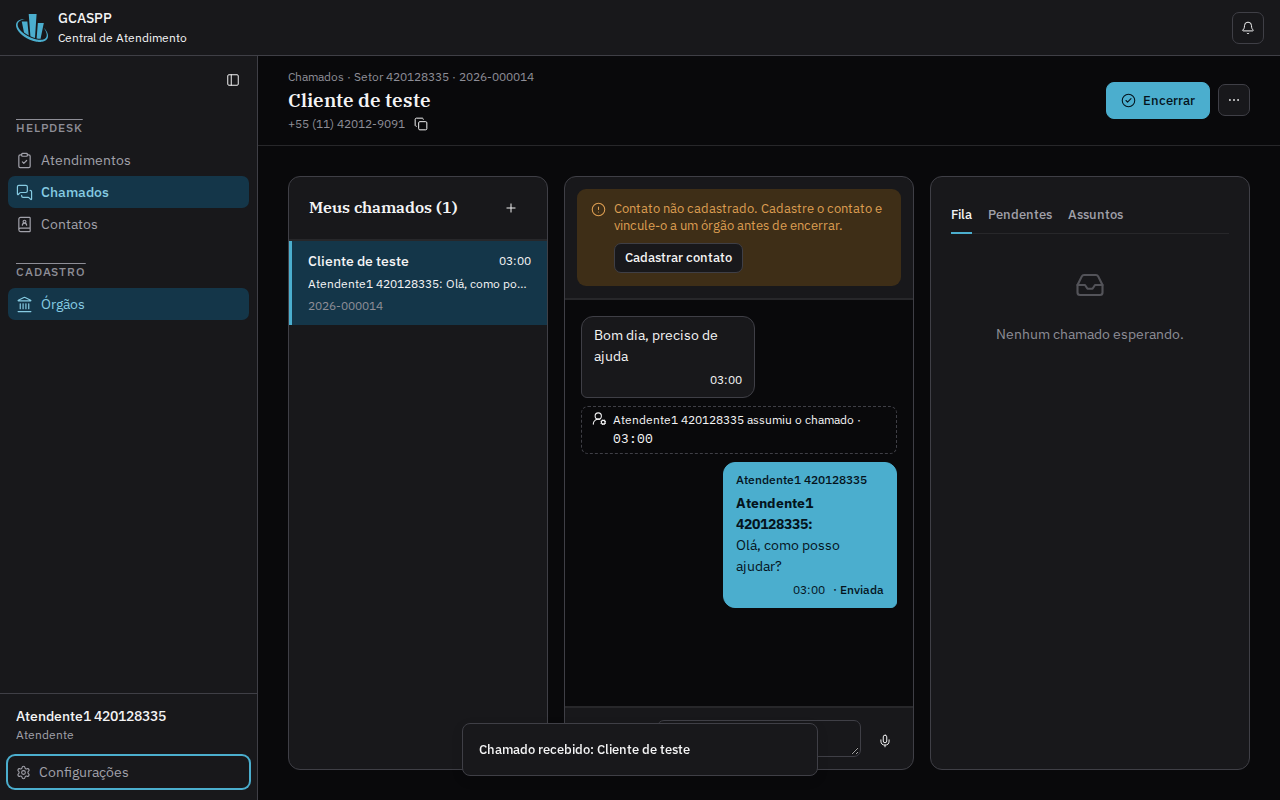 GCASPP
Central de Atendimento
HELPDESK
Atendimentos
Chamados
Contatos
CADASTRO
Órgãos
Atendente1 420128335
Atendente
Configurações
Chamados · Setor 420128335 · 2026-000014
Cliente de teste
+55 (11) 42012-9091
Encerrar
Meus chamados (1)
Cliente de teste 03:00
Atendente1 420128335: Olá, como po...
2026-000014
Contato não cadastrado. Cadastre o contato e
vincule-o a um órgão antes de encerrar.
Cadastrar contato
Bom dia, preciso de
ajuda
03:00
Atendente1 420128335 assumiu o chamado ·
03:00
Atendente1 420128335
Atendente1
420128335:
Olá, como posso
ajudar?
03:00 · Enviada
Chamado recebido: Cliente de teste
Fila Pendentes Assuntos
Nenhum chamado esperando.